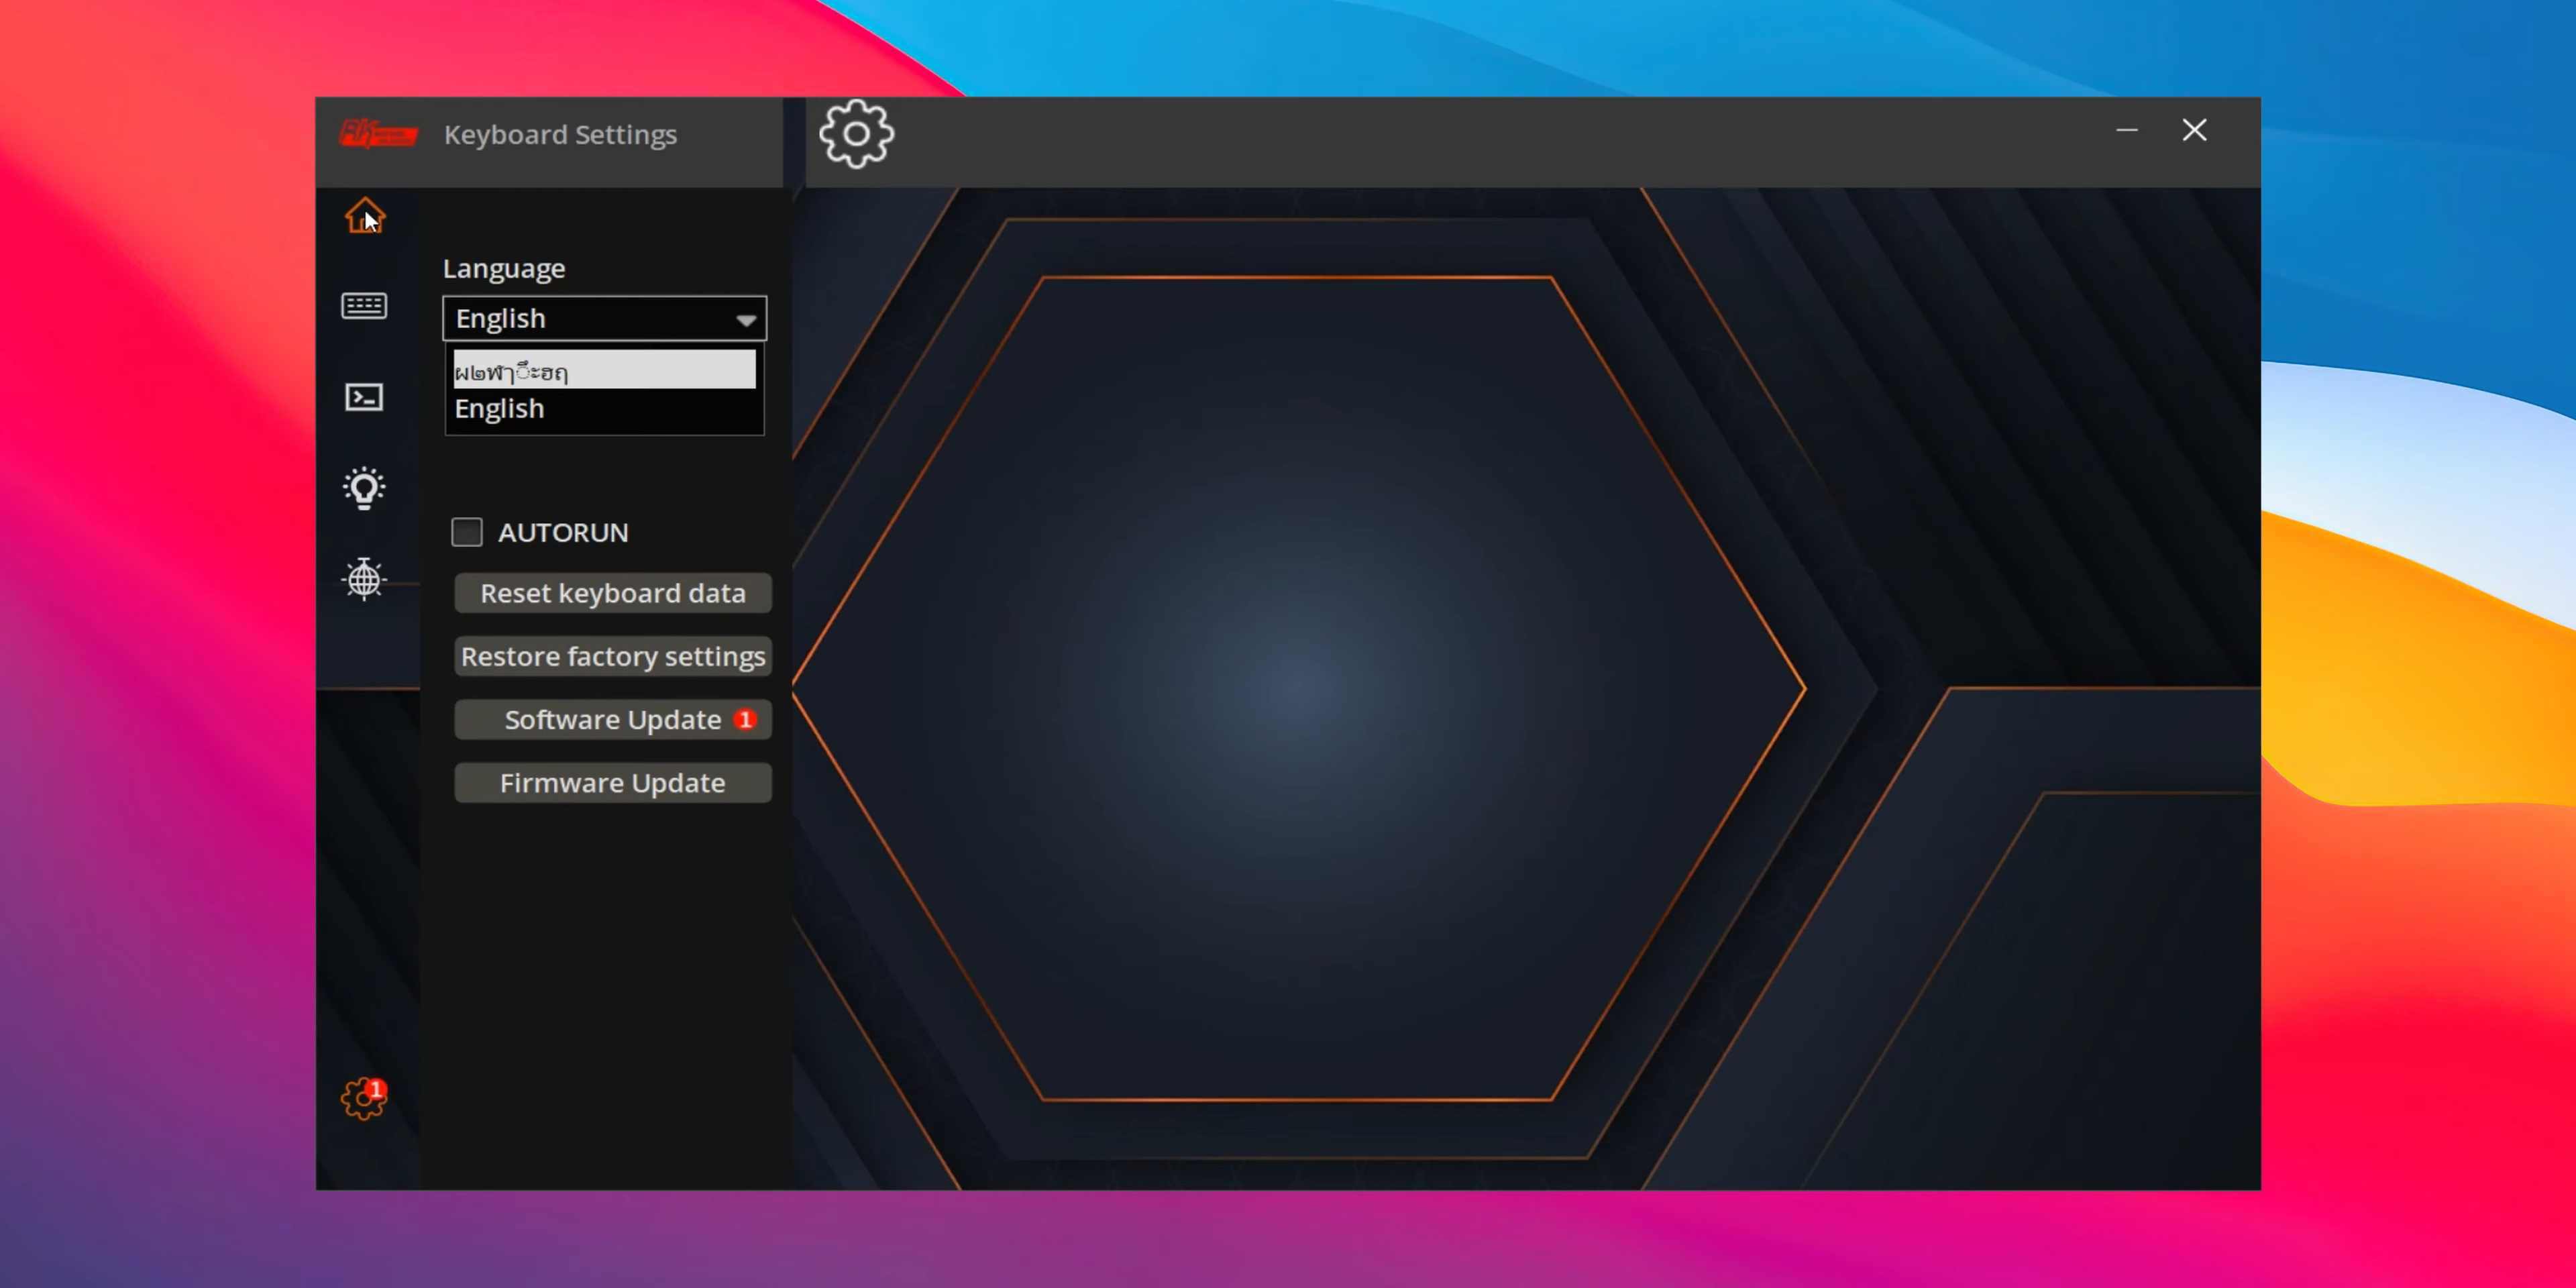 RK
Keyboard Settings
Language
English
ผ๒ฬๅึะฮฤ
English
AUTORUN
Reset keyboard data
Restore factory settings
Software Update 1
Firmware Update
1